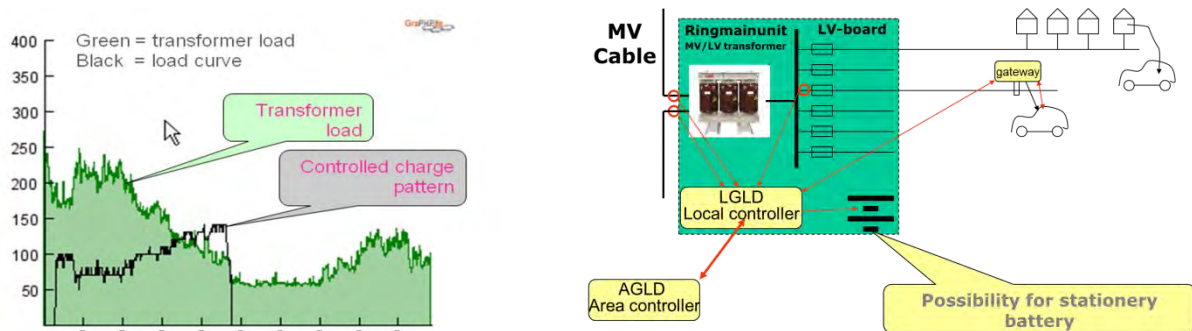 GraPHPite
400
350
300
250
200
150
100
50
Green = transformer load
Black = load curve
Transformer
load
Controlled charge
pattern
MV
Cable
Ringmainunit
MV/LV transformer
LV-board
gateway
LGLD
Local controller
AGLD
Area controller
Possibility for stationery
battery